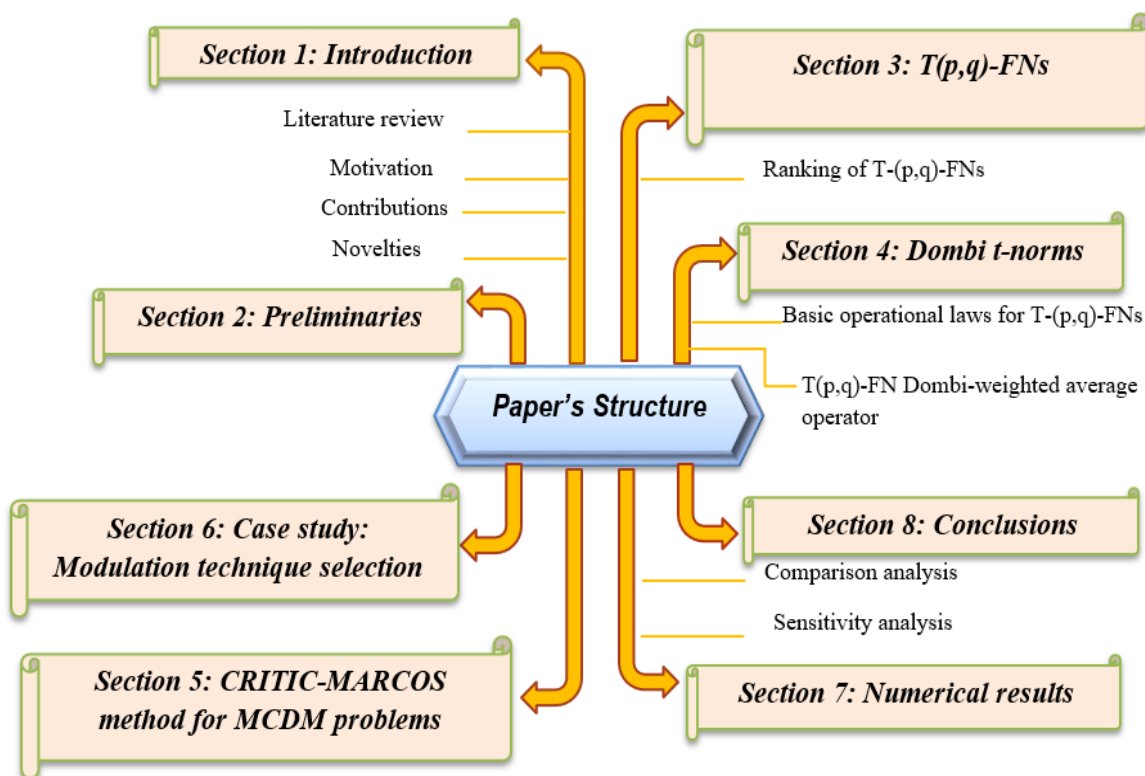 Section 1: Introduction
Literature review
Motivation
Contributions
Novelties
Section 2: Preliminaries
Section 3: T(p,q)-FNs
Ranking of T-(p,q)-FNs
Section 4: Dombi t-norms
Basic operational laws for T-(p,q)-FNs
T(p,q)-FN Dombi-weighted average
operator
Paper's Structure
Section 6: Case study:
Modulation technique selection
Section 5: CRITIC-MARCOS
method for MCDM problems
Section 8: Conclusions
Comparison analysis
Sensitivity analysis
Section 7: Numerical results